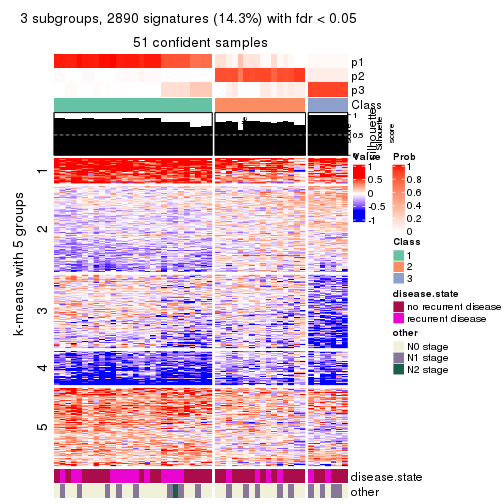 3 subgroups, 2890 signatures (14.3%) with fdr < 0.05
51 confident samples
p1
p2
p3
Class
1
0.5
Silhouette
score
1
2
3
4
5
k-means with 5 groups
Value
1
0.5
0
-0.5
-1
Prob
1
0.8
0.6
0.4
0.2
0
Class
1
2
3
disease.state
no recurrent disease
recurrent disease
other
N0 stage
N1 stage
N2 stage
disease.state
other